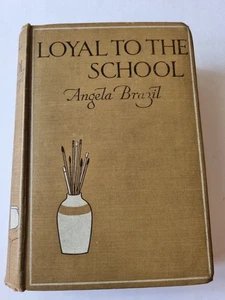 LOYAL TO THE
SCHOOL
Angela Brazil